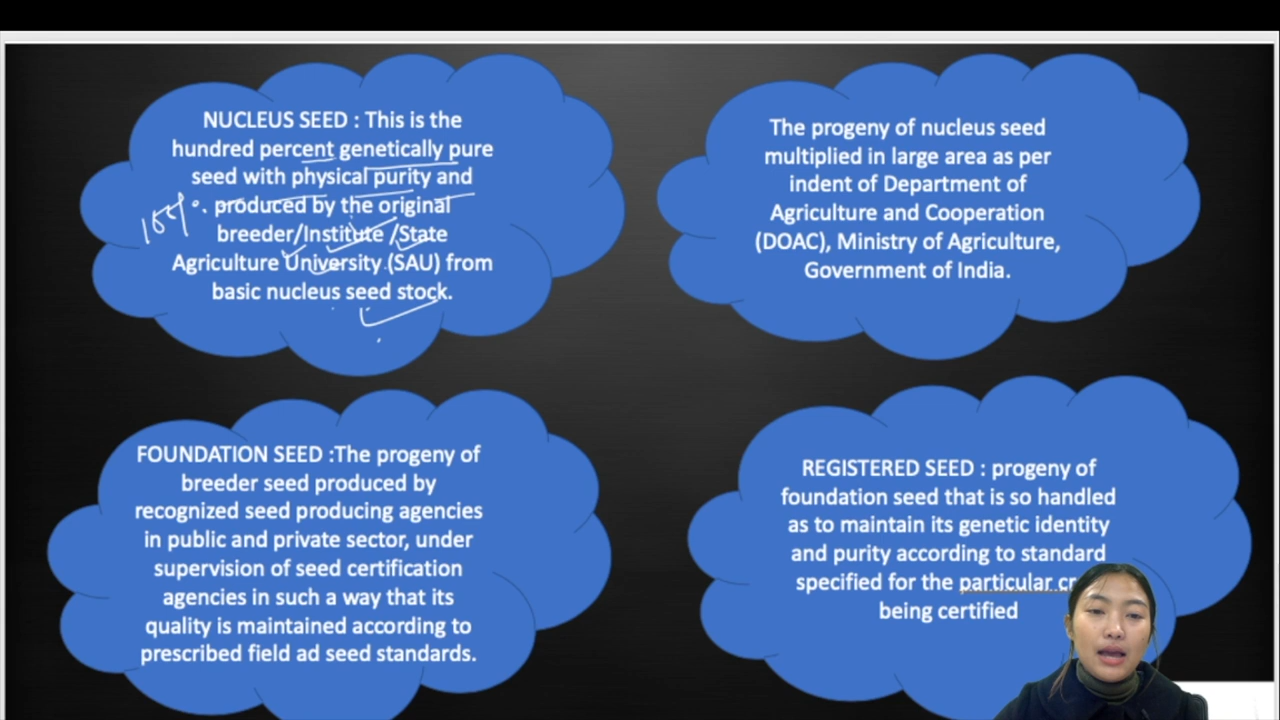 NUCLEUS SEED : This is the
hundred percent genetically pure
seed with physical purity and
produced by the original
breeder/Institute /State
Agriculture University (SAU) from
basic nucleus seed stock.
The progeny of nucleus seed
multiplied in large area as per
indent of Department of
Agriculture and Cooperation
(DOAC), Ministry of Agriculture,
Government of India.
FOUNDATION SEED :The progeny of
breeder seed produced by
recognized seed producing agencies
in public and private sector, under
supervision of seed certification
agencies in such a way that its
quality is maintained according to
prescribed field ad seed standards.
REGISTERED SEED : progeny of
foundation seed that is so handled
as to maintain its genetic identity
and purity according to standard
specified for the particular
being certified